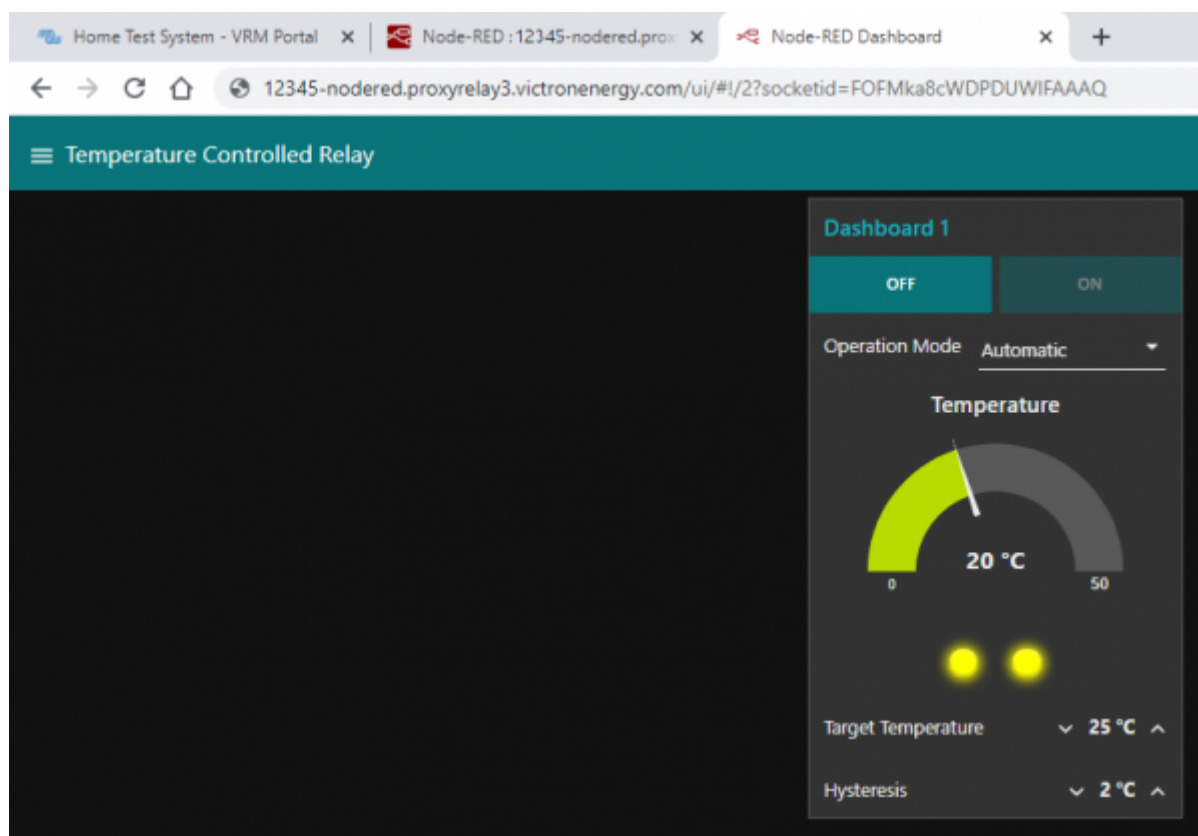 Home Test System - VRM Portal Node-RED : 12345-nodered.prox Node-RED Dashboard
12345-nodered.proxyrelay3.victronenergy.com/ui/#!/2?socketid=FOFMka8cWDPDUWIFAAAQ
Temperature Controlled Relay
Dashboard 1
OFF ON
Operation Mode Automatic
Temperature
20 °C
0 50
Target Temperature 25 °C
Hysteresis 2 °C